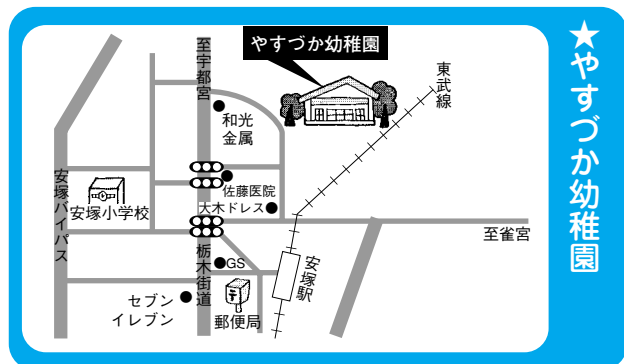 ★やすづか幼稚園
やすづか幼稚園
至宇都宮
東武線
和光
金属
安塚バイパス
安塚小学校
佐藤医院
大木ドレス
至雀宮
栃木街道
GS
安塚駅
セブン
イレブン
郵便局